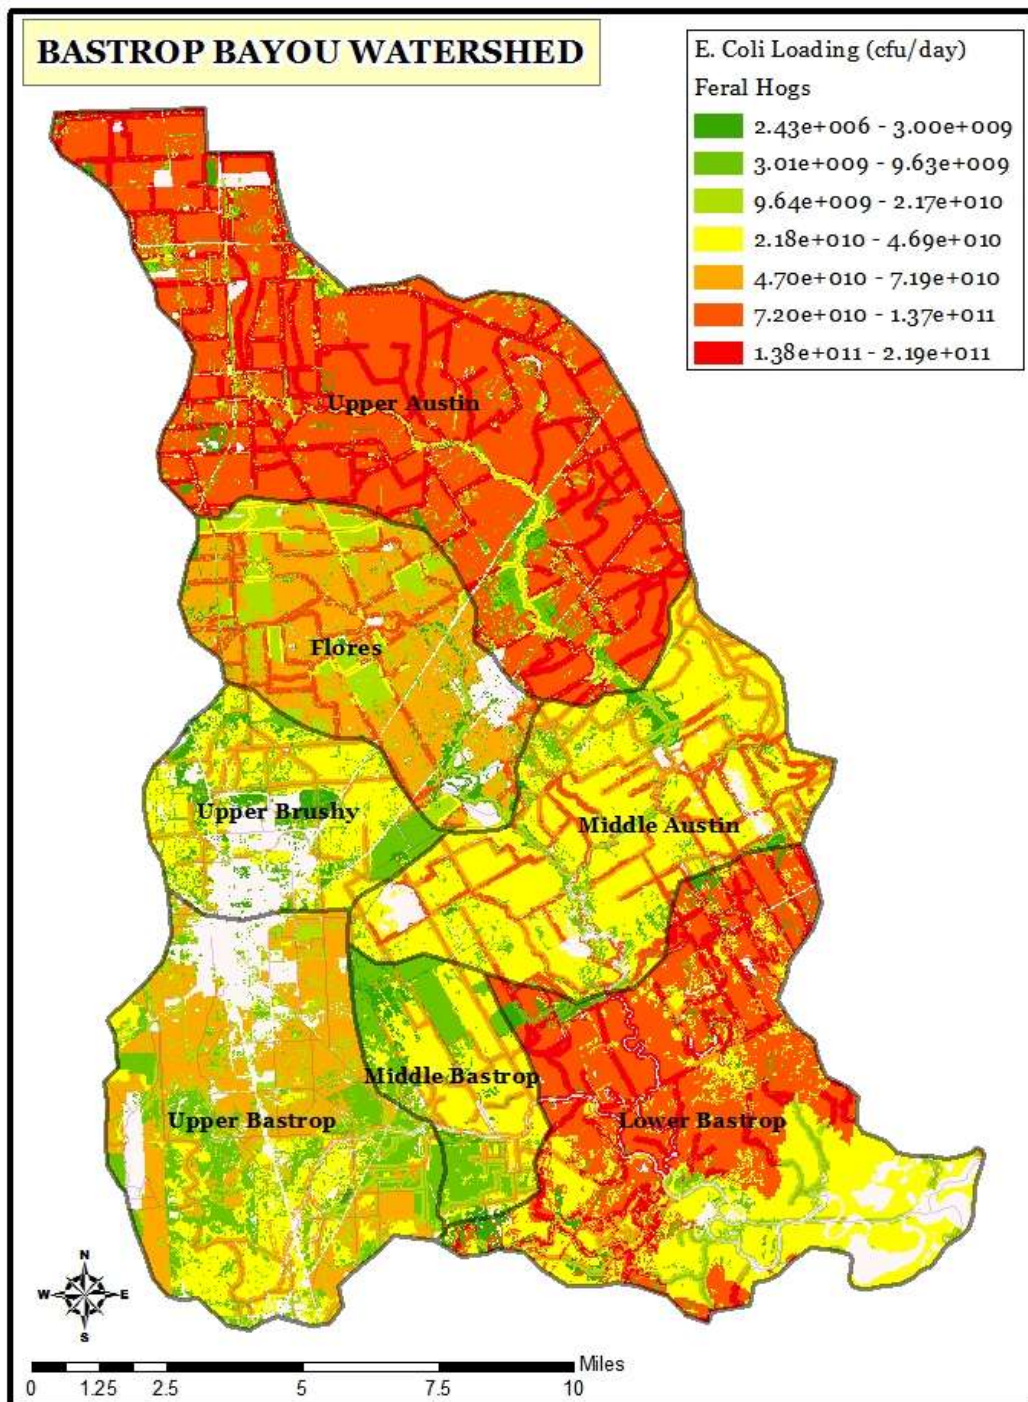 BASTROP BAYOU WATERSHED
E. Coli Loading (cfu/day)
Feral Hogs
2.43e+006 - 3.00e+009
3.01e+009 - 9.63e+009
9.64e+009 - 2.17e+010
2.18e+010 - 4.69e+010
4.70e+010 - 7.19e+010
7.20e+010 - 1.37e+011
1.38e+011 - 2.19e+011
Upper Austin
Flores
Upper Brushy
Middle Austin
Middle Bastrop
Upper Bastrop
Lower Bastrop
N
W E
S
Miles
0 1.25 2.5 5 7.5 10